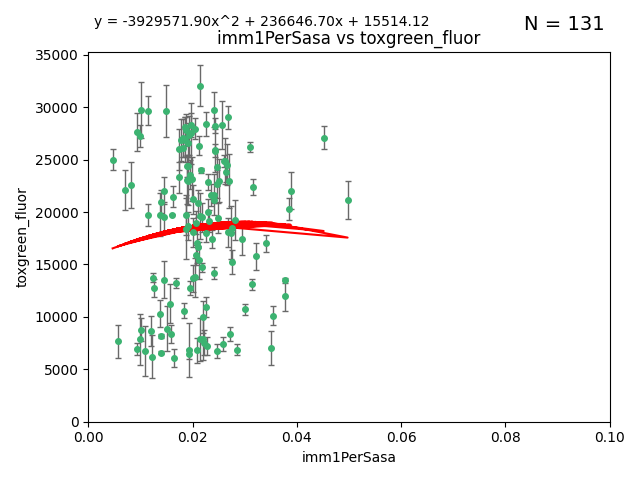 y = -3929571.90x^2 + 236646.70x + 15514.12
N = 131
imm1PerSasa vs toxgreen_fluor
35000
30000
25000
20000
15000
10000
5000
0
toxgreen_fluor
0.00 0.02 0.04 0.06 0.08 0.10
imm1PerSasa